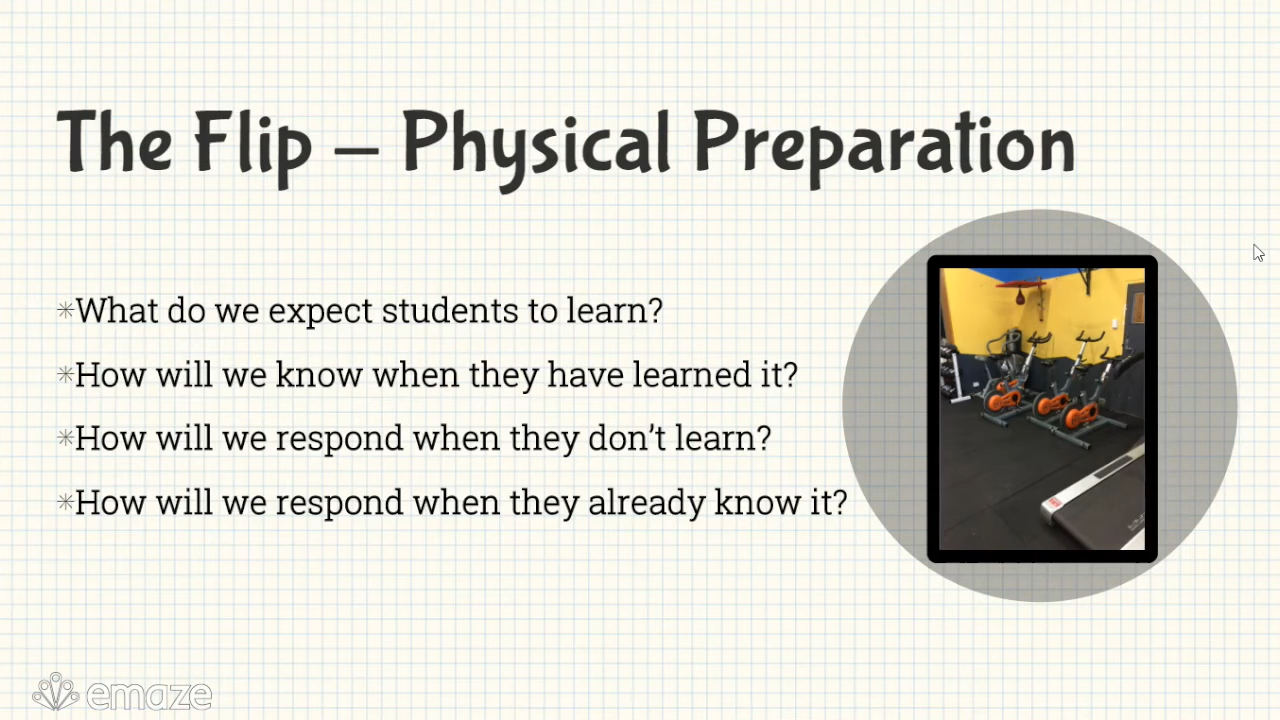 The Flip – Physical Preparation
What do we expect students to learn?
How will we know when they have learned it?
How will we respond when they don't learn?
How will we respond when they already know it?
emaze